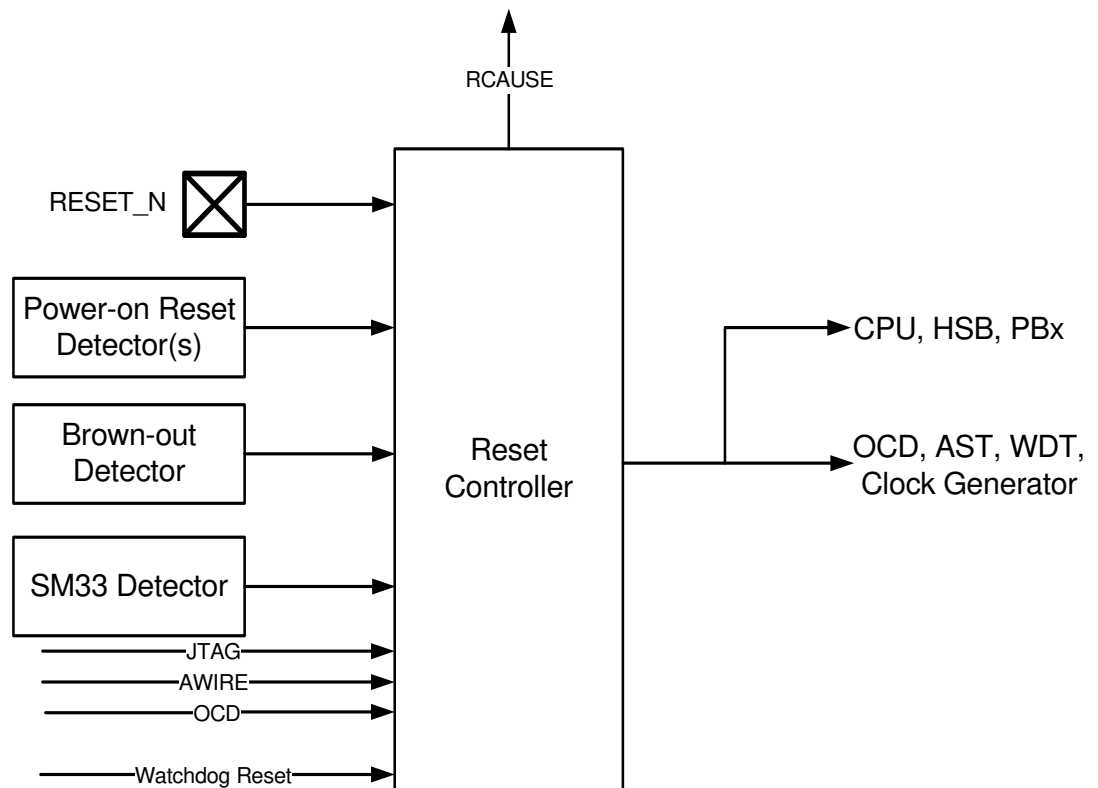 RCAUSE
RESET_N
Power-on Reset
Detector(s)
Brown-out
Detector
SM33 Detector
JTAG
AWIRE
OCD
Watchdog Reset
Reset
Controller
CPU, HSB, PBx
OCD, AST, WDT,
Clock Generator